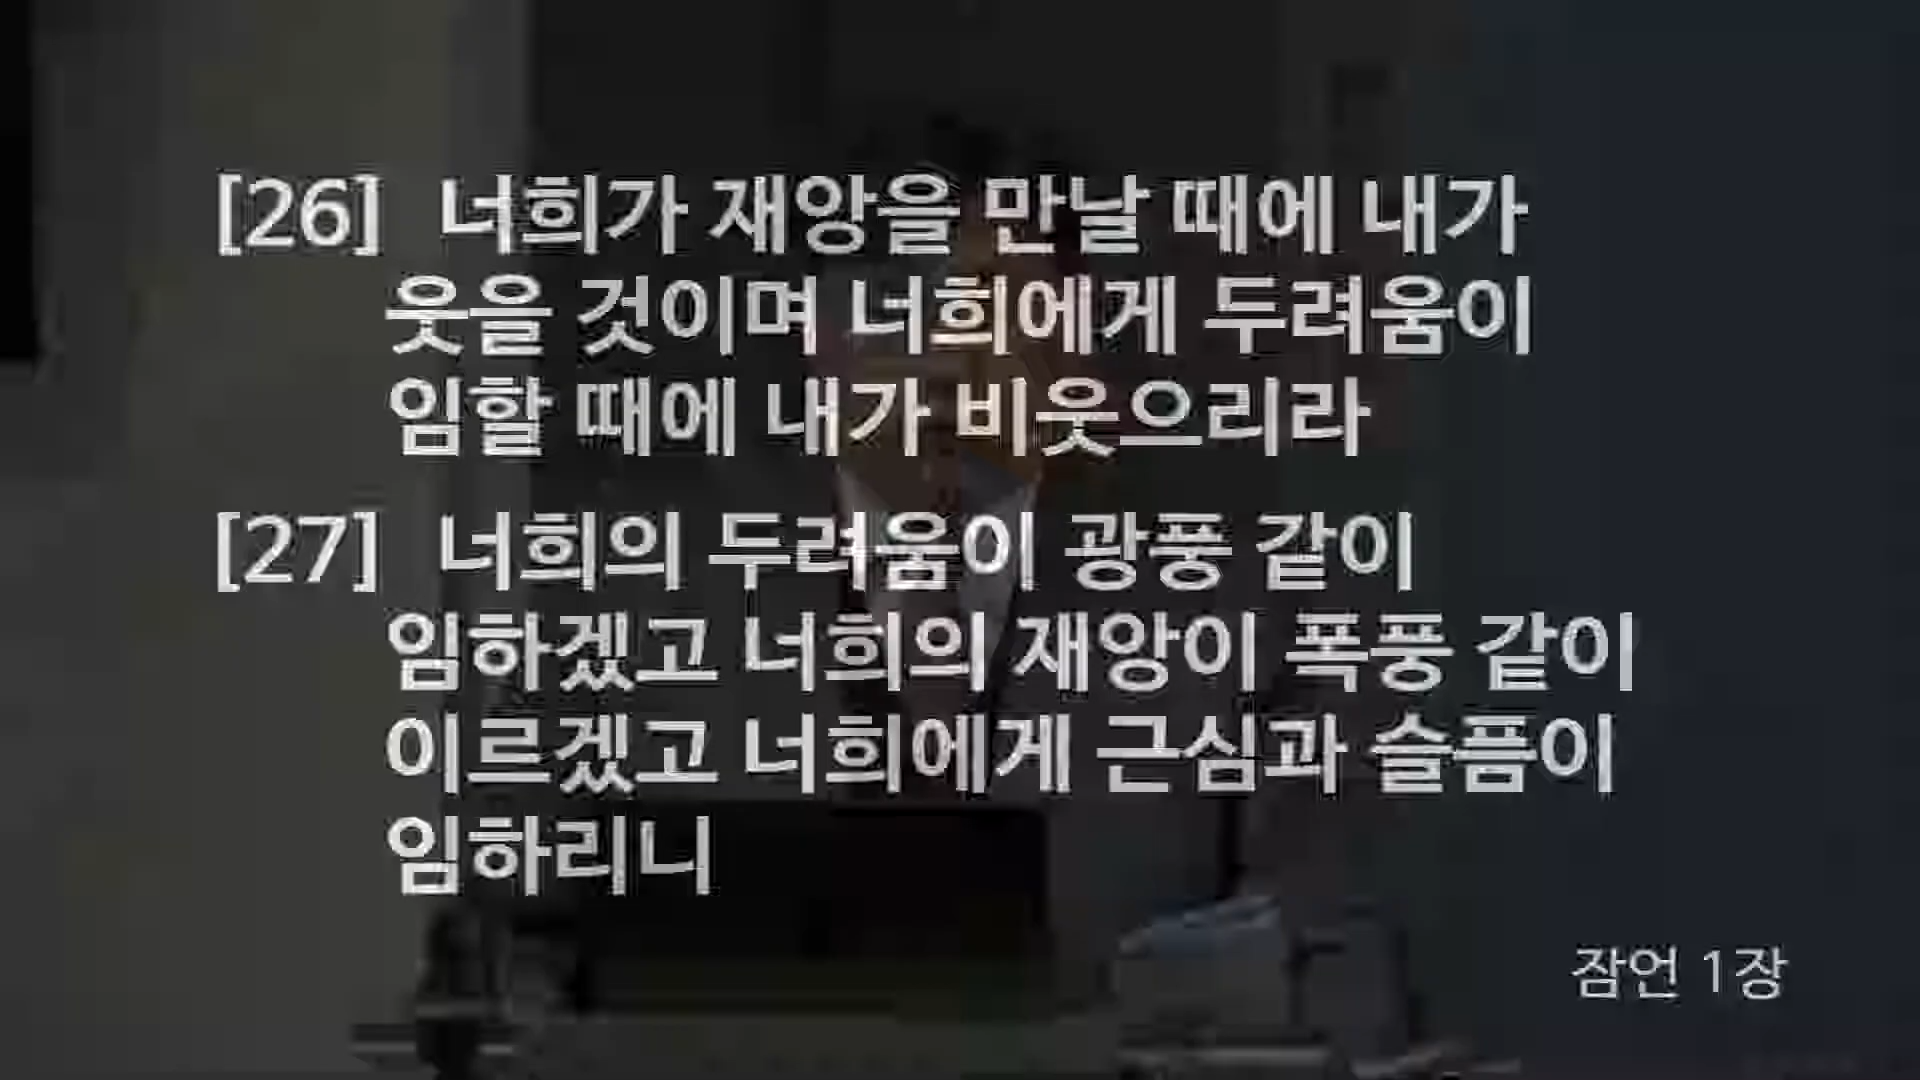 [26] 너희가 재앙을 만날 때에 내가
웃을 것이며 너희에게 두려움이
임할 때에 내가 비웃으리라
[27] 너희의 두려움이 광풍 같이
임하겠고 너희의 재앙이 폭풍 같이
이르겠고 너희에게 근심과 슬픔이
임하리니
잠언 1장